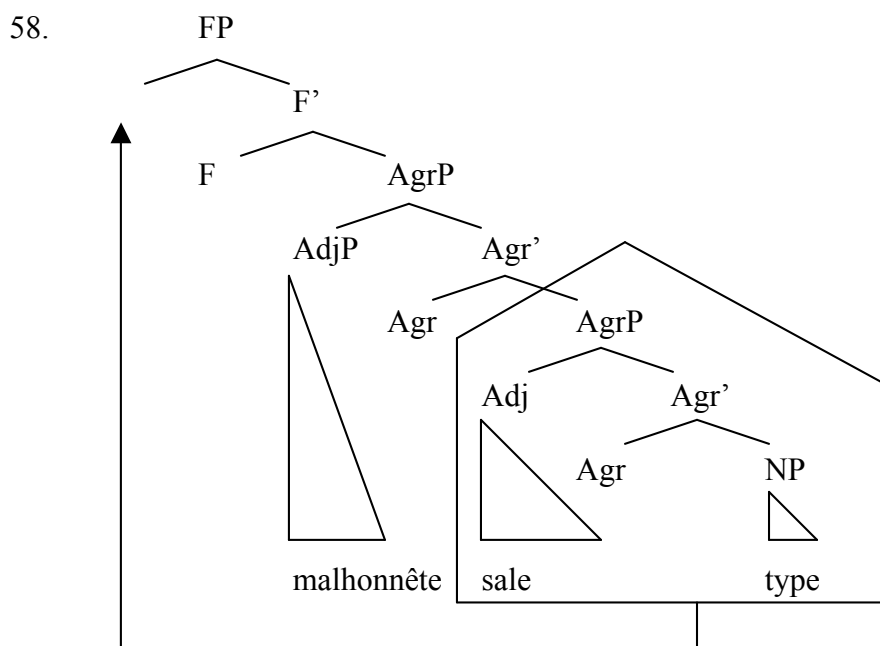 58. FP
F’
F AgrP
AdjP Agr’
Agr AgrP
Adj Agr’
Agr NP
malhonnête sale type